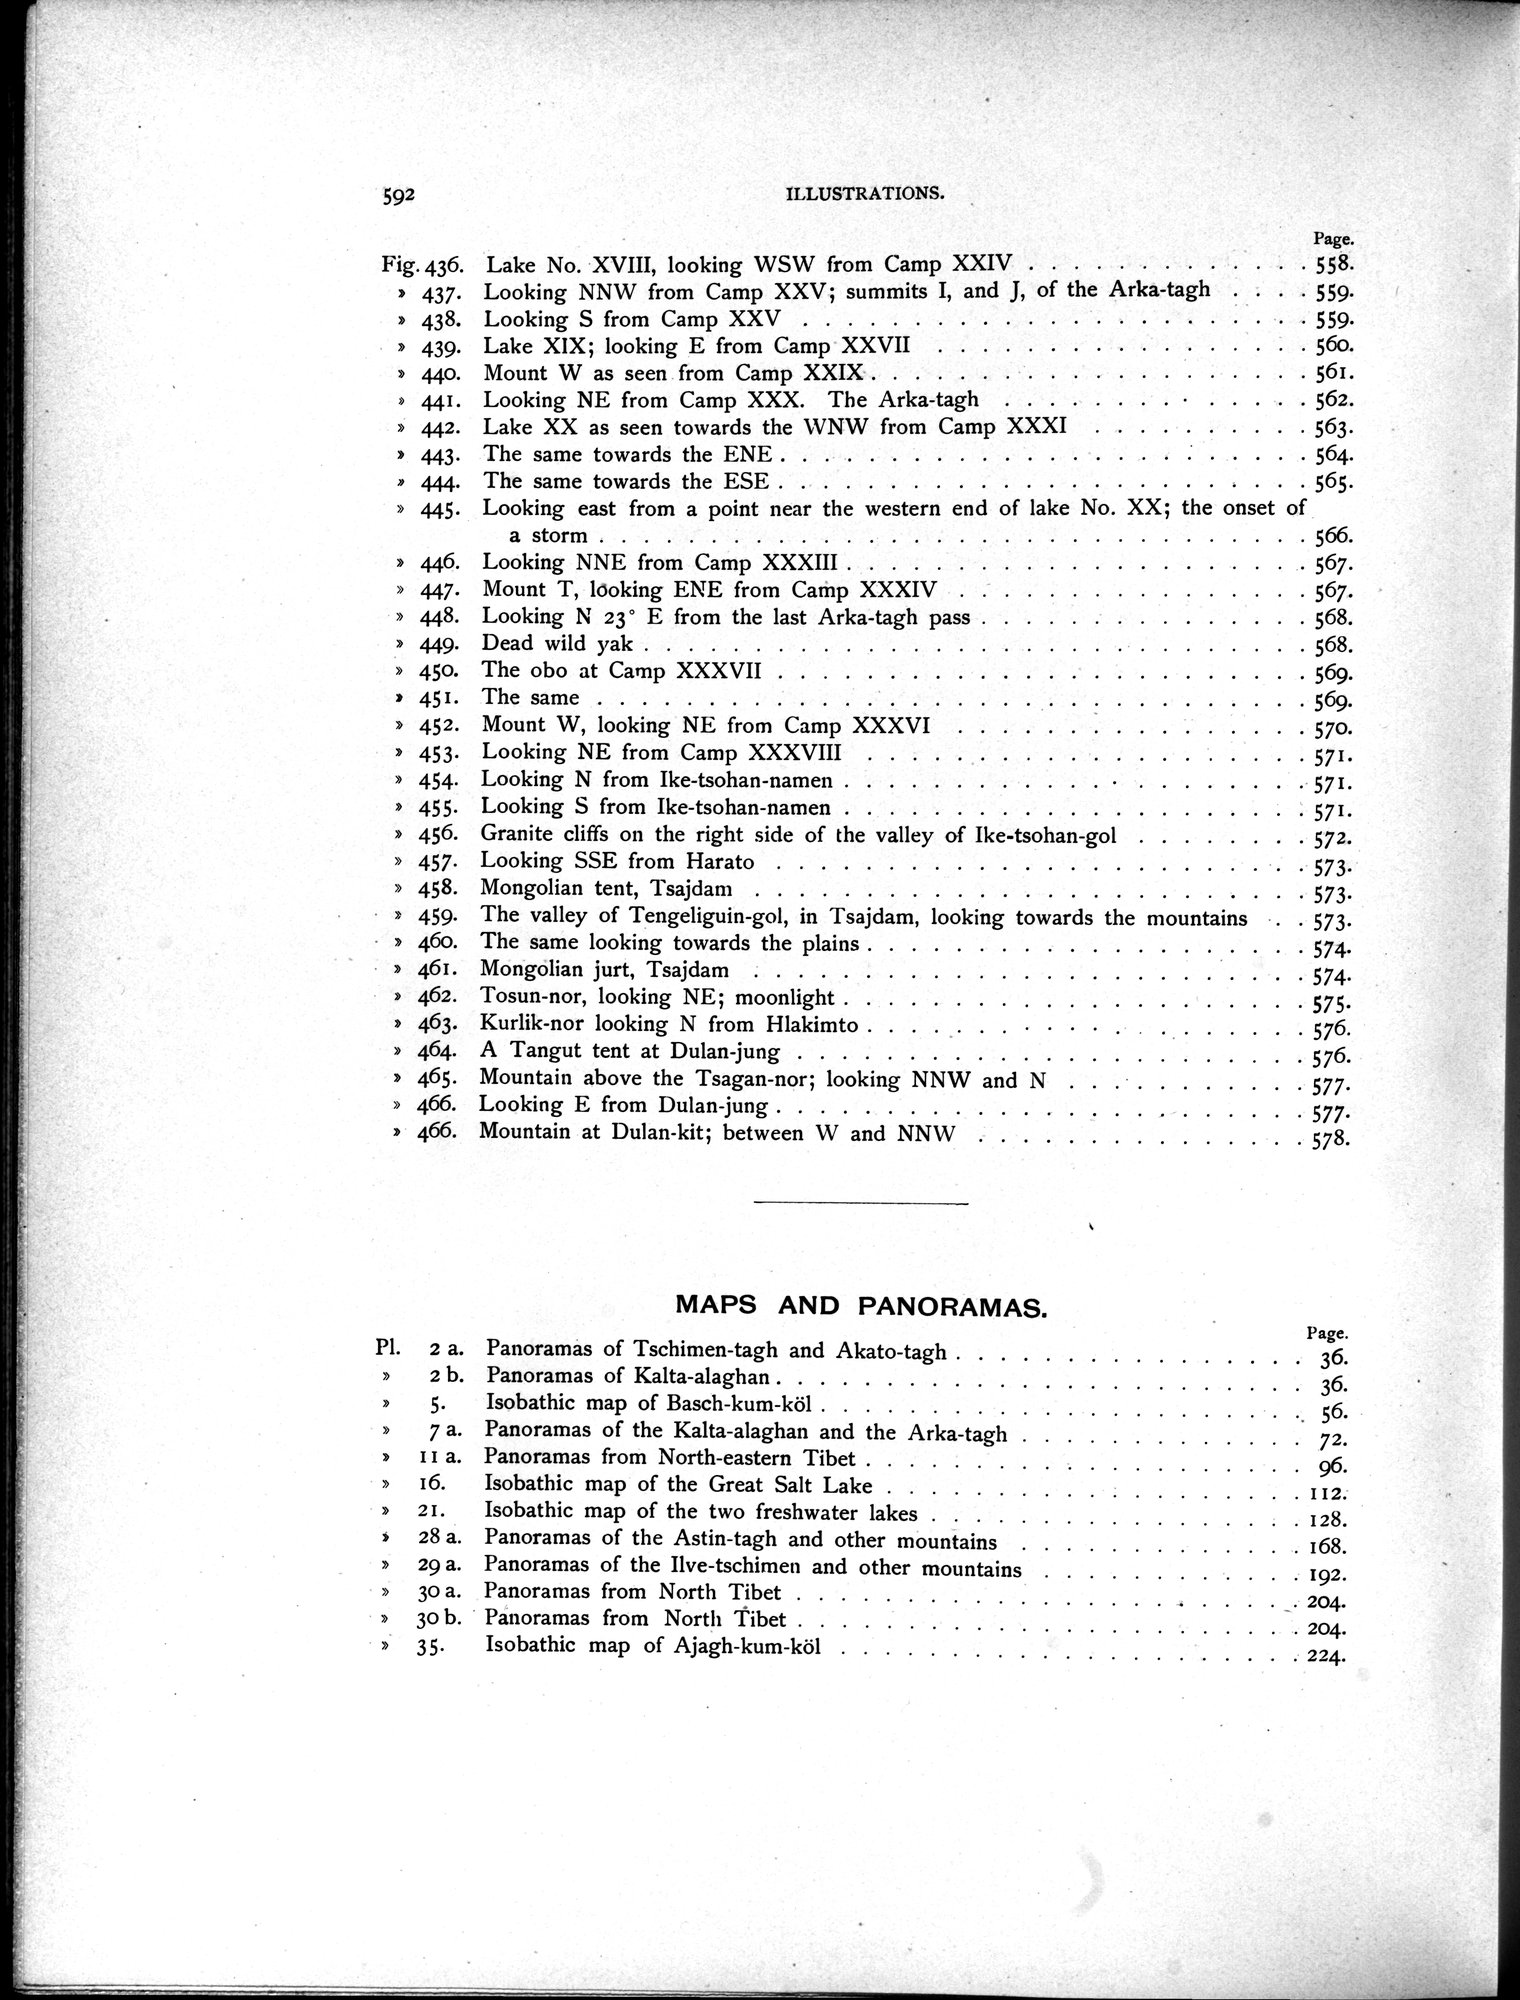 592 ILLUSTRATIONS.
Page.
Fig. 436. Lake No. XVIII, looking WSW from Camp XXIV . . . . . . . . . . . . . 558.
» 437. Looking NNW from Camp XXV; summits I, and J, of the Arka-tagh . . . . 559.
» 438. Looking S from Camp XXV . . . . . . . . . . . . . . . . . . . . . . . 559.
» 439. Lake XIX; looking E from Camp XXVII . . . . . . . . . . . . . . . . . 560.
» 440. Mount W as seen from Camp XXIX . . . . . . . . . . . . . . . . . . . . 561.
» 441. Looking NE from Camp XXX. The Arka-tagh . . . . . . . . . . . . . . 562.
» 442. Lake XX as seen towards the WNW from Camp XXXI . . . . . . . . . . 563.
» 443. The same towards the ENE . . . . . . . . . . . . . . . . . . . . . . . . 564.
» 444. The same towards the ESE . . . . . . . . . . . . . . . . . . . . . . . . 565.
» 445. Looking east from a point near the western end of lake No. XX; the onset of
a storm . . . . . . . . . . . . . . . . . . . . . . . . . . . . . . . . 566.
» 446. Looking NNE from Camp XXXIII . . . . . . . . . . . . . . . . . . . . . 567.
» 447. Mount T, looking ENE from Camp XXXIV . . . . . . . . . . . . . . . . 567.
» 448. Looking N 23° E from the last Arka-tagh pass . . . . . . . . . . . . . . . 568.
» 449. Dead wild yak . . . . . . . . . . . . . . . . . . . . . . . . . . . . . . 568.
» 450. The obo at Camp XXXVII . . . . . . . . . . . . . . . . . . . . . . . . 569.
» 451. The same . . . . . . . . . . . . . . . . . . . . . . . . . . . . . . . . 569.
» 452. Mount W, looking NE from Camp XXXVI . . . . . . . . . . . . . . . . 570.
» 453. Looking NE from Camp XXXVIII . . . . . . . . . . . . . . . . . . . . 571.
» 454. Looking N from Ike-tsohan-namen . . . . . . . . . . . . . . . . . . . . . 571.
» 455. Looking S from Ike-tsohan-namen . . . . . . . . . . . . . . . . . . . . . 571.
» 456. Granite cliffs on the right side of the valley of Ike-tsohan-gol . . . . . . . . 572.
» 457. Looking SSE from Harato . . . . . . . . . . . . . . . . . . . . . . . . 573.
» 458. Mongolian tent, Tsajdam . . . . . . . . . . . . . . . . . . . . . . . . . 573.
» 459. The valley of Tengeliguin-gol, in Tsajdam, looking towards the mountains . . 573.
» 460. The same looking towards the plains . . . . . . . . . . . . . . . . . . . . 574.
» 461. Mongolian jurt, Tsajdam . . . . . . . . . . . . . . . . . . . . . . . . . 574.
» 462. Tosun-nor, looking NE; moonlight . . . . . . . . . . . . . . . . . . . . . 575.
» 463. Kurlik-nor looking N from Hlakimto . . . . . . . . . . . . . . . . . . . . 576.
» 464. A Tangut tent at Dulan-jung . . . . . . . . . . . . . . . . . . . . . . . 576.
» 465. Mountain above the Tsagan-nor; looking NNW and N . . . . . . . . . . . 577.
» 466. Looking E from Dulan-jung . . . . . . . . . . . . . . . . . . . . . . . . 577.
» 466. Mountain at Dulan-kit; between W and NNW . . . . . . . . . . . . . . . 578.
MAPS AND PANORAMAS.
Page.
Pl. 2 a. Panoramas of Tschimen-tagh and Akato-tagh . . . . . . . . . . . . . . . . 36.
» 2 b. Panoramas of Kalta-alaghan . . . . . . . . . . . . . . . . . . . . . . . . 36.
» 5. Isobathic map of Basch-kum-köl . . . . . . . . . . . . . . . . . . . . . . 56.
» 7 a. Panoramas of the Kalta-alaghan and the Arka-tagh . . . . . . . . . . . . . 72.
» 11 a. Panoramas from North-eastern Tibet . . . . . . . . . . . . . . . . . . . . 96.
» 16. Isobathic map of the Great Salt Lake . . . . . . . . . . . . . . . . . . . 112.
» 21. Isobathic map of the two freshwater lakes . . . . . . . . . . . . . . . . . 128.
» 28 a. Panoramas of the Astin-tagh and other mountains . . . . . . . . . . . . . 168.
» 29 a. Panoramas of the Ilve-tschimen and other mountains . . . . . . . . . . . . 192.
» 30 a. Panoramas from North Tibet . . . . . . . . . . . . . . . . . . . . . . . 204.
» 30 b. Panoramas from North Tibet . . . . . . . . . . . . . . . . . . . . . . . 204.
» 35. Isobathic map of Ajagh-kum-köl . . . . . . . . . . . . . . . . . . . . . 224.